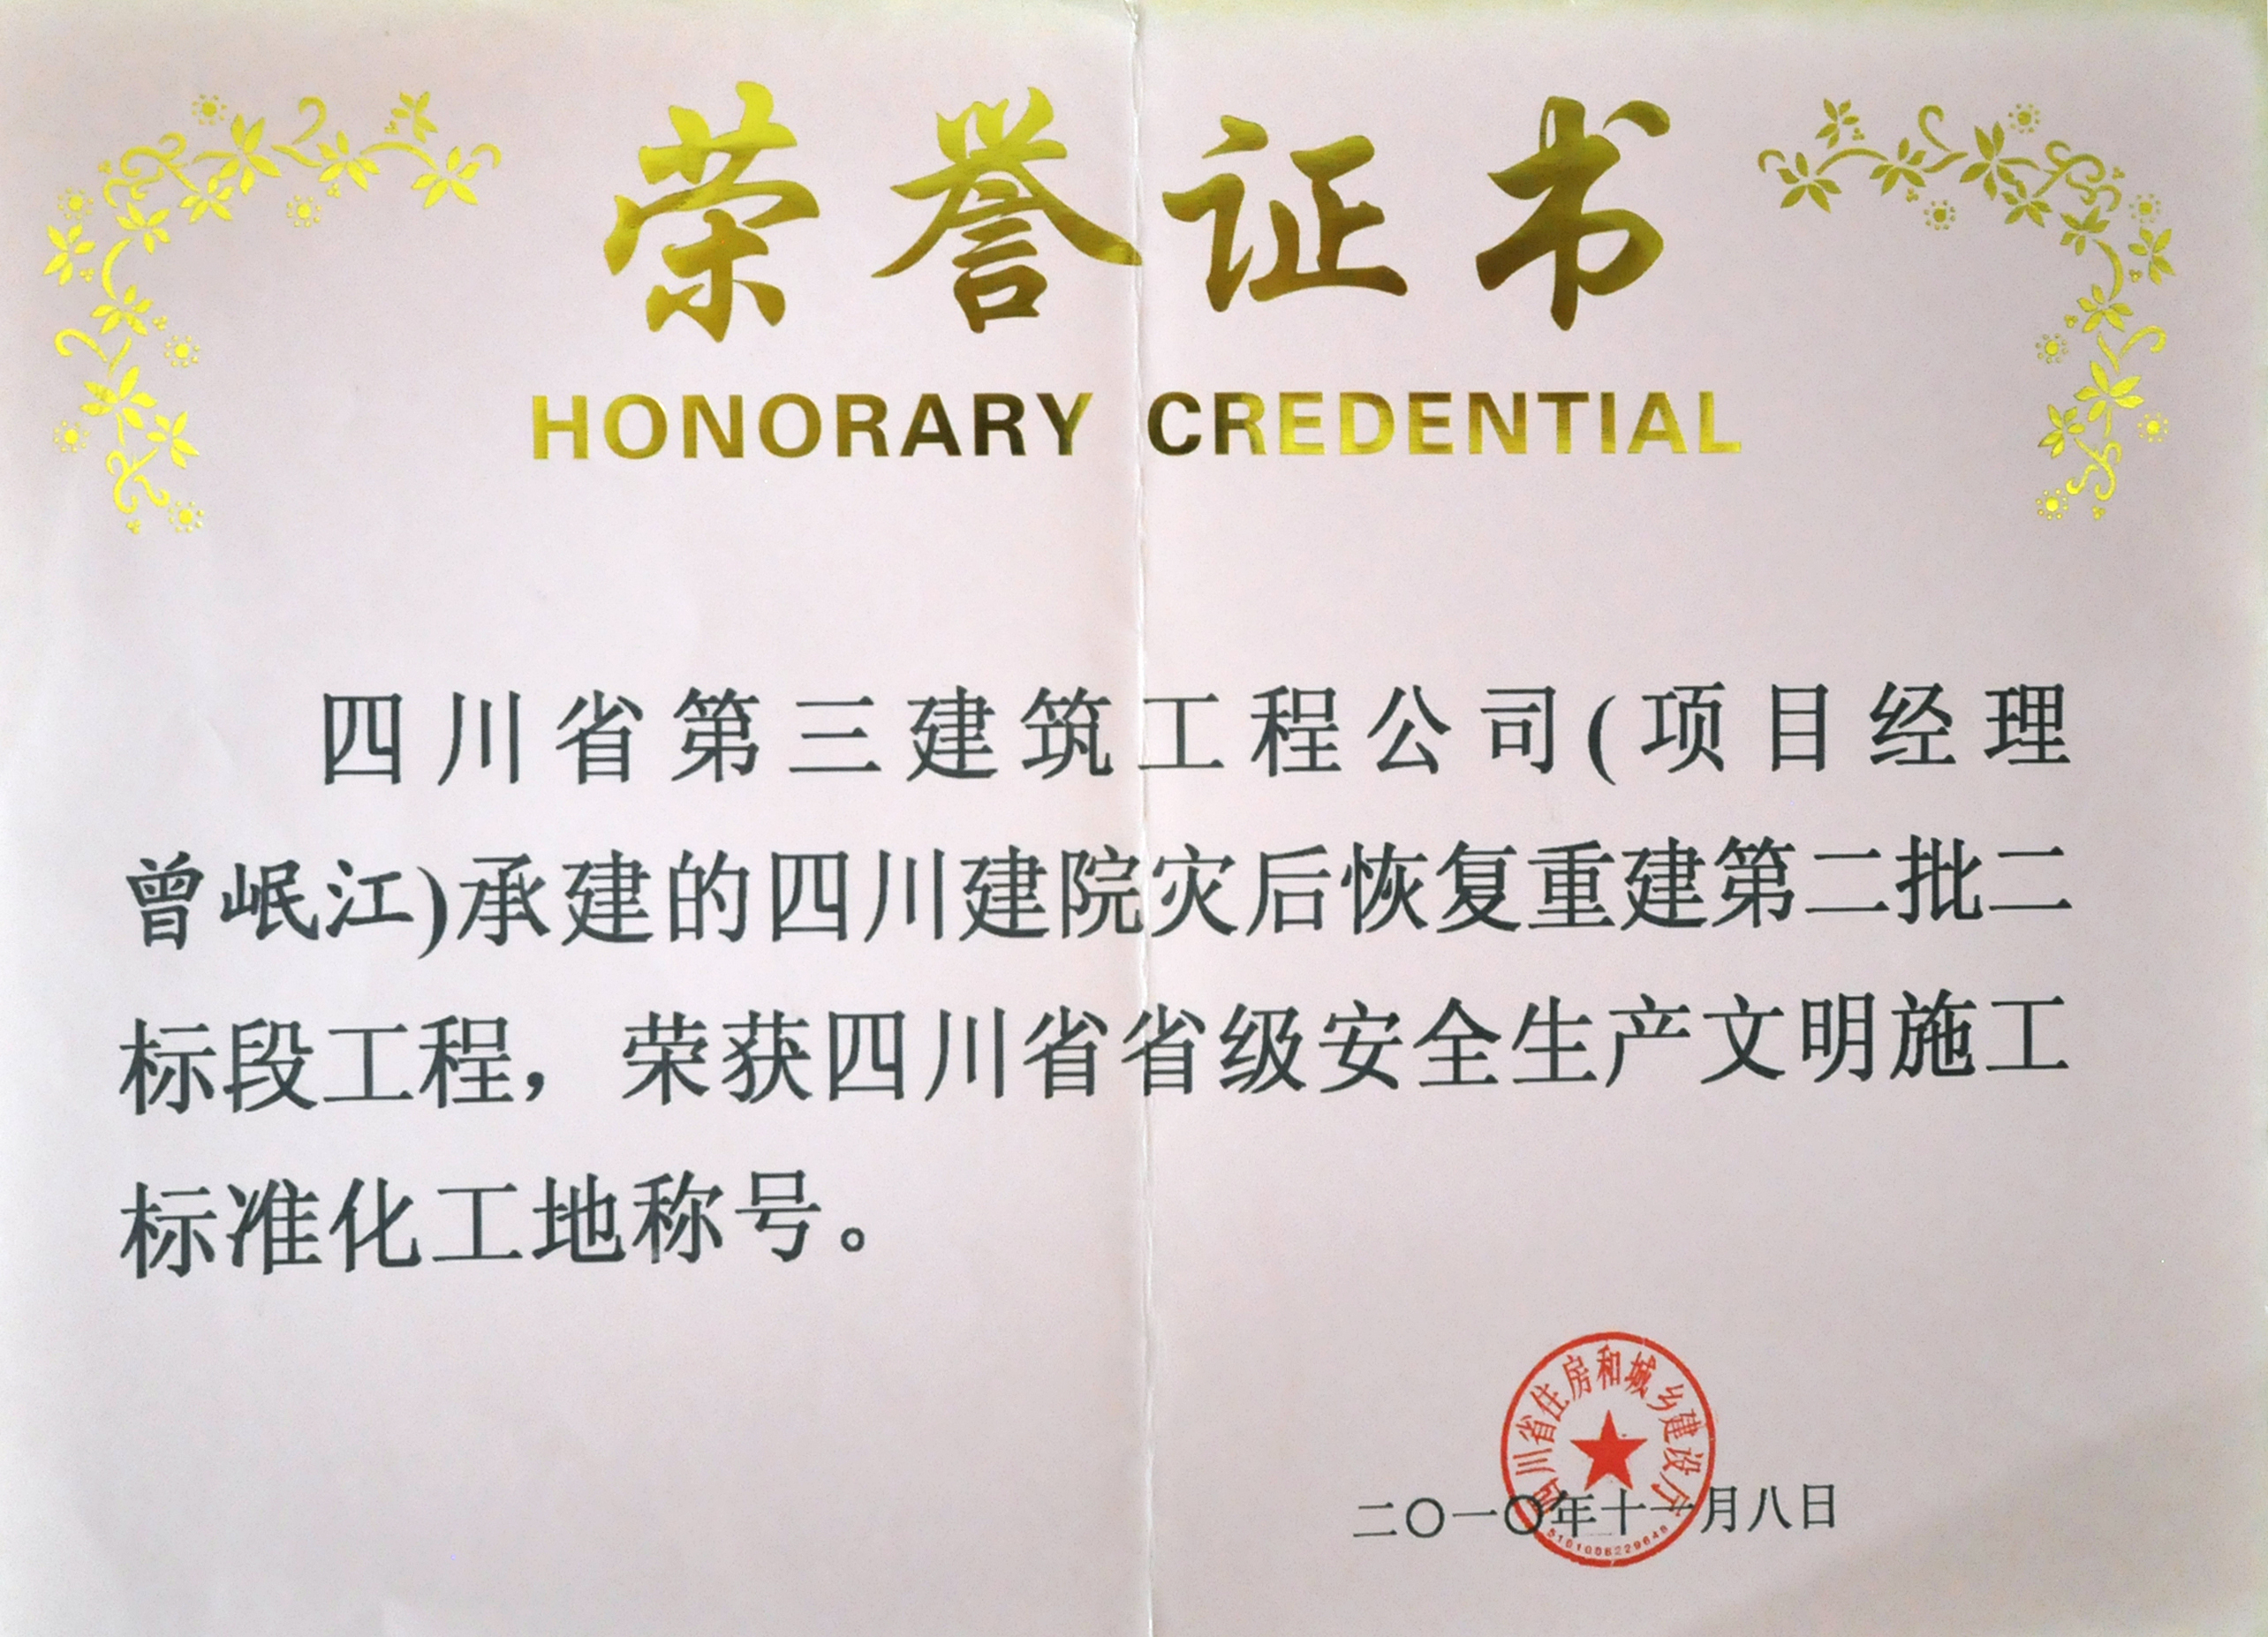 荣誉证书
HONORARY CREDENTIAL
四川省第三建筑工程公司(项目经理
曾岷江)承建的四川建院灾后恢复重建第二批二
标段工程，荣获四川省省级安全生产文明施工
标准化工地称号。
四川省住房和城乡建设厅
二〇一〇年十一月八日